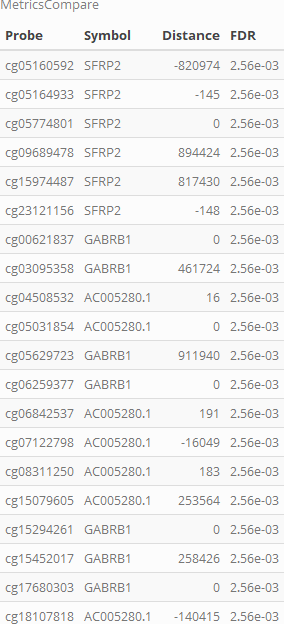 MetricsCompare
Probe Symbol Distance FDR
cg05160592 SFRP2 -820974 2.56e-03
cg05164933 SFRP2 -145 2.56e-03
cg05774801 SFRP2 0 2.56e-03
cg09689478 SFRP2 894424 2.56e-03
cg15974487 SFRP2 817430 2.56e-03
cg23121156 SFRP2 -148 2.56e-03
cg00621837 GABRB1 0 2.56e-03
cg03095358 GABRB1 461724 2.56e-03
cg04508532 AC005280.1 16 2.56e-03
cg05031854 AC005280.1 0 2.56e-03
cg05629723 GABRB1 911940 2.56e-03
cg06259377 GABRB1 0 2.56e-03
cg06842537 AC005280.1 191 2.56e-03
cg07122798 AC005280.1 -16049 2.56e-03
cg08311250 AC005280.1 183 2.56e-03
cg15079605 AC005280.1 253564 2.56e-03
cg15294261 GABRB1 0 2.56e-03
cg15452017 GABRB1 258426 2.56e-03
cg17680303 GABRB1 0 2.56e-03
cg18107818 AC005280.1 -140415 2.56e-03